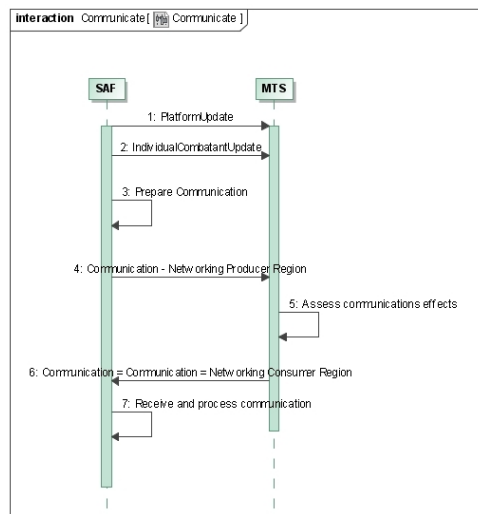 interaction Communicate [ Communicate ]
SAF
MTS
1: PlatformUpdate
2: IndividualCombatantUpdate
3: Prepare Communication
4: Communication - Networking Producer Region
5: Assess communications effects
6: Communication = Communication = Networking Consumer Region
7: Receive and process communication